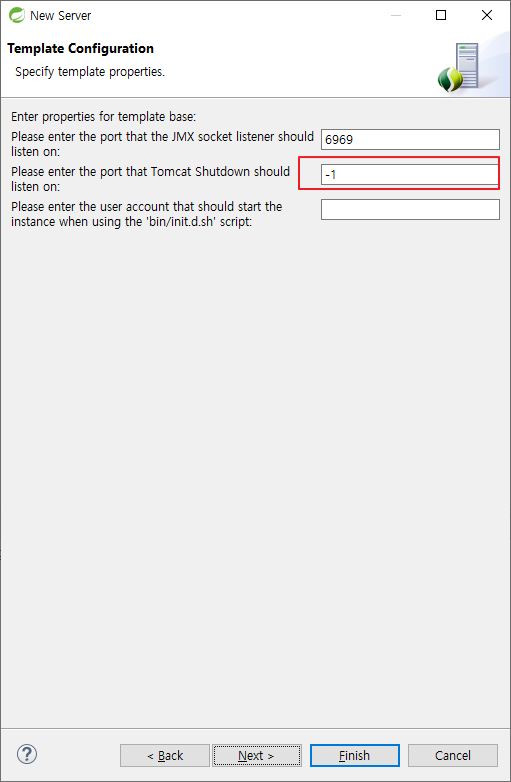 New Server
Template Configuration
Specify template properties.
Enter properties for template base:
Please enter the port that the JMX socket listener should
listen on:
6969
Please enter the port that Tomcat Shutdown should
listen on:
-1
Please enter the user account that should start the
instance when using the 'bin/init.d.sh' script:
?
< Back
Next >
Finish
Cancel